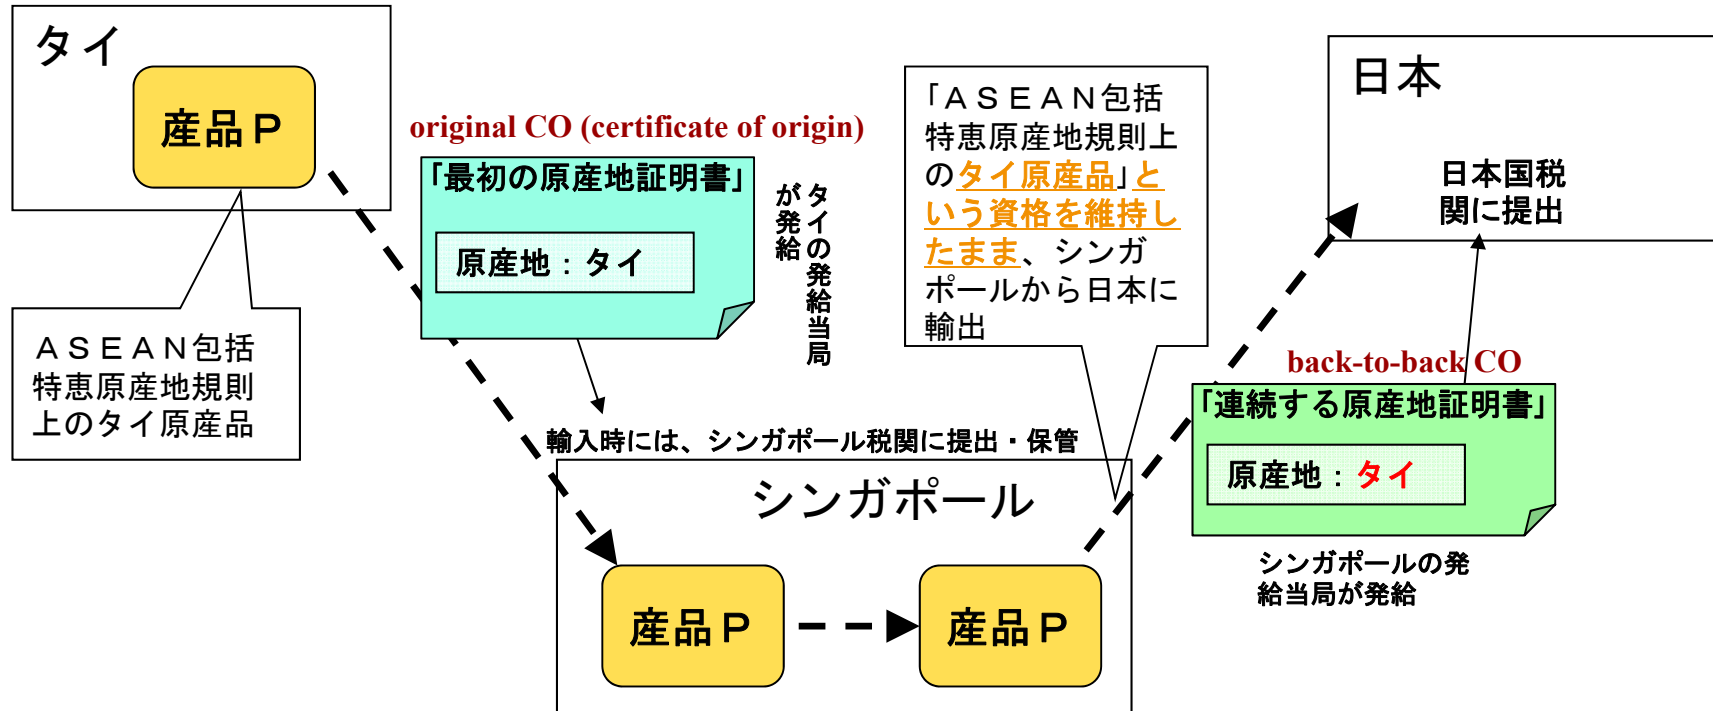 タイ
産品Ｐ
ＡＳＥＡＮ包括
特恵原産地規則
上のタイ原産品
original CO (certificate of origin)
「最初の原産地証明書」
原産地：タイ
タイの発給当局
が発給
輸入時には、シンガポール税関に提出・保管
シンガポール
産品Ｐ
産品Ｐ
「ＡＳＥＡＮ包括
特恵原産地規則上
のタイ原産品」と
いう資格を維持し
たまま、シンガ
ポールから日本に
輸出
back-to-back CO
「連続する原産地証明書」
原産地：タイ
シンガポールの発
給当局が発給
日本
日本国税
関に提出